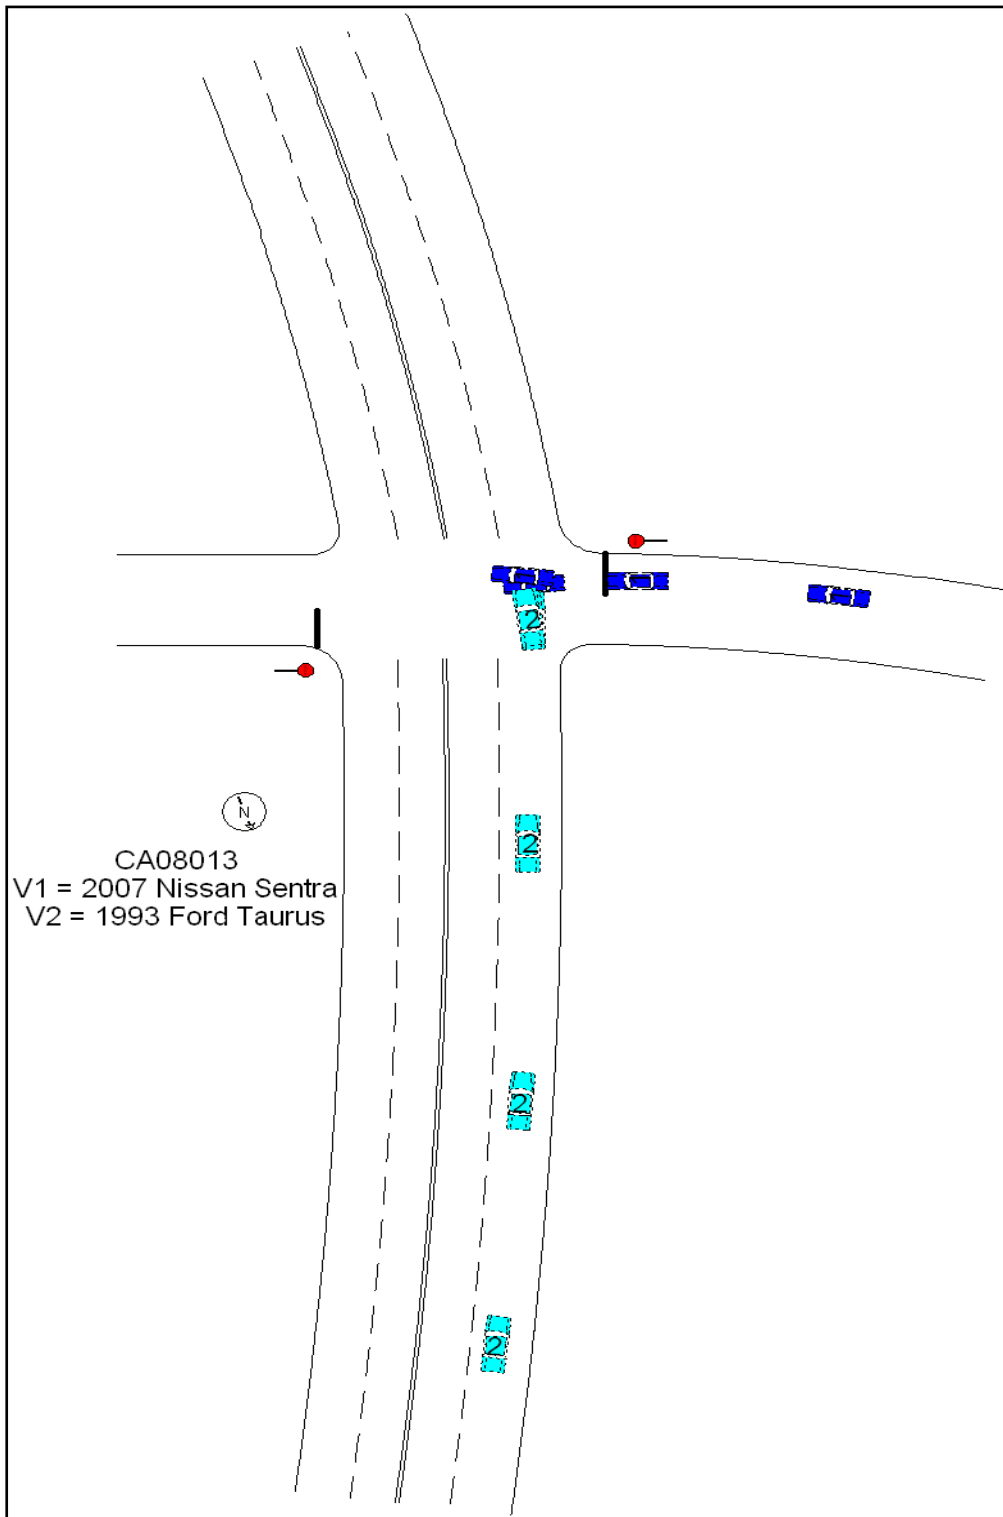 2
N
2
CA08013
V1 = 2007 Nissan Sentra
V2 = 1993 Ford Taurus
2
2